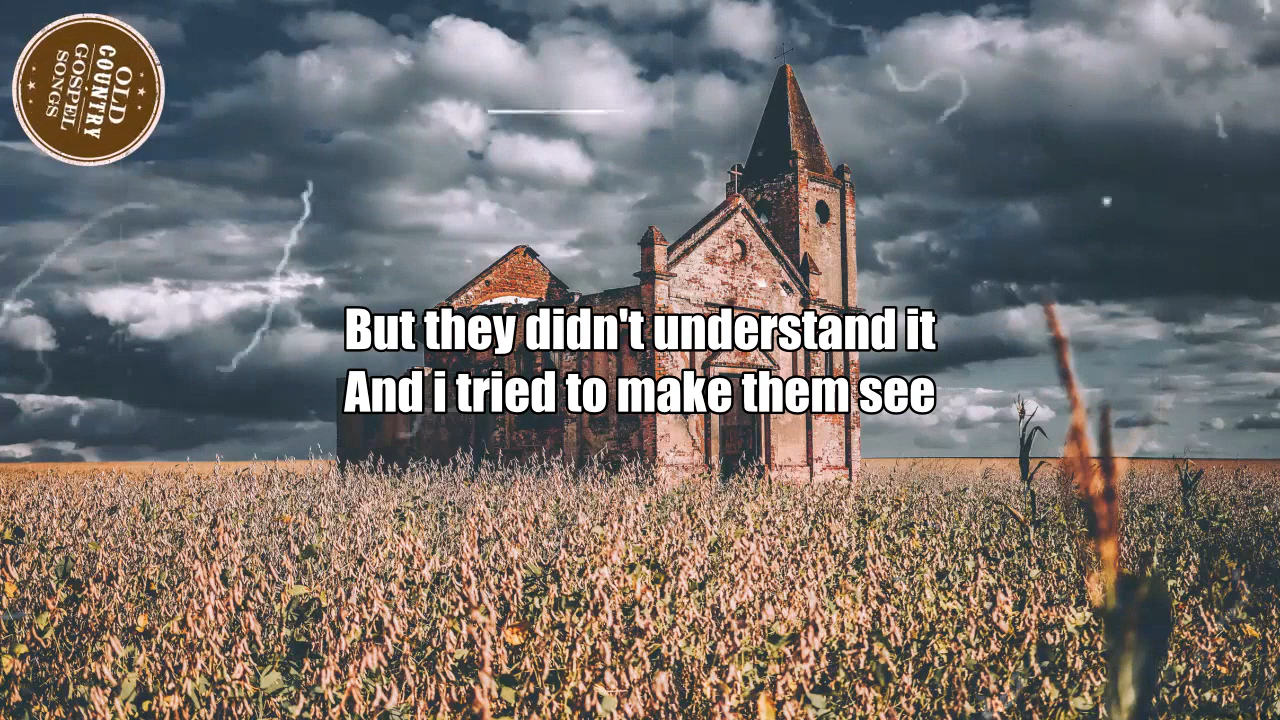 OLD
COUNTRY
GOSPEL
SONGS
But they didn't understand it
And i tried to make them see